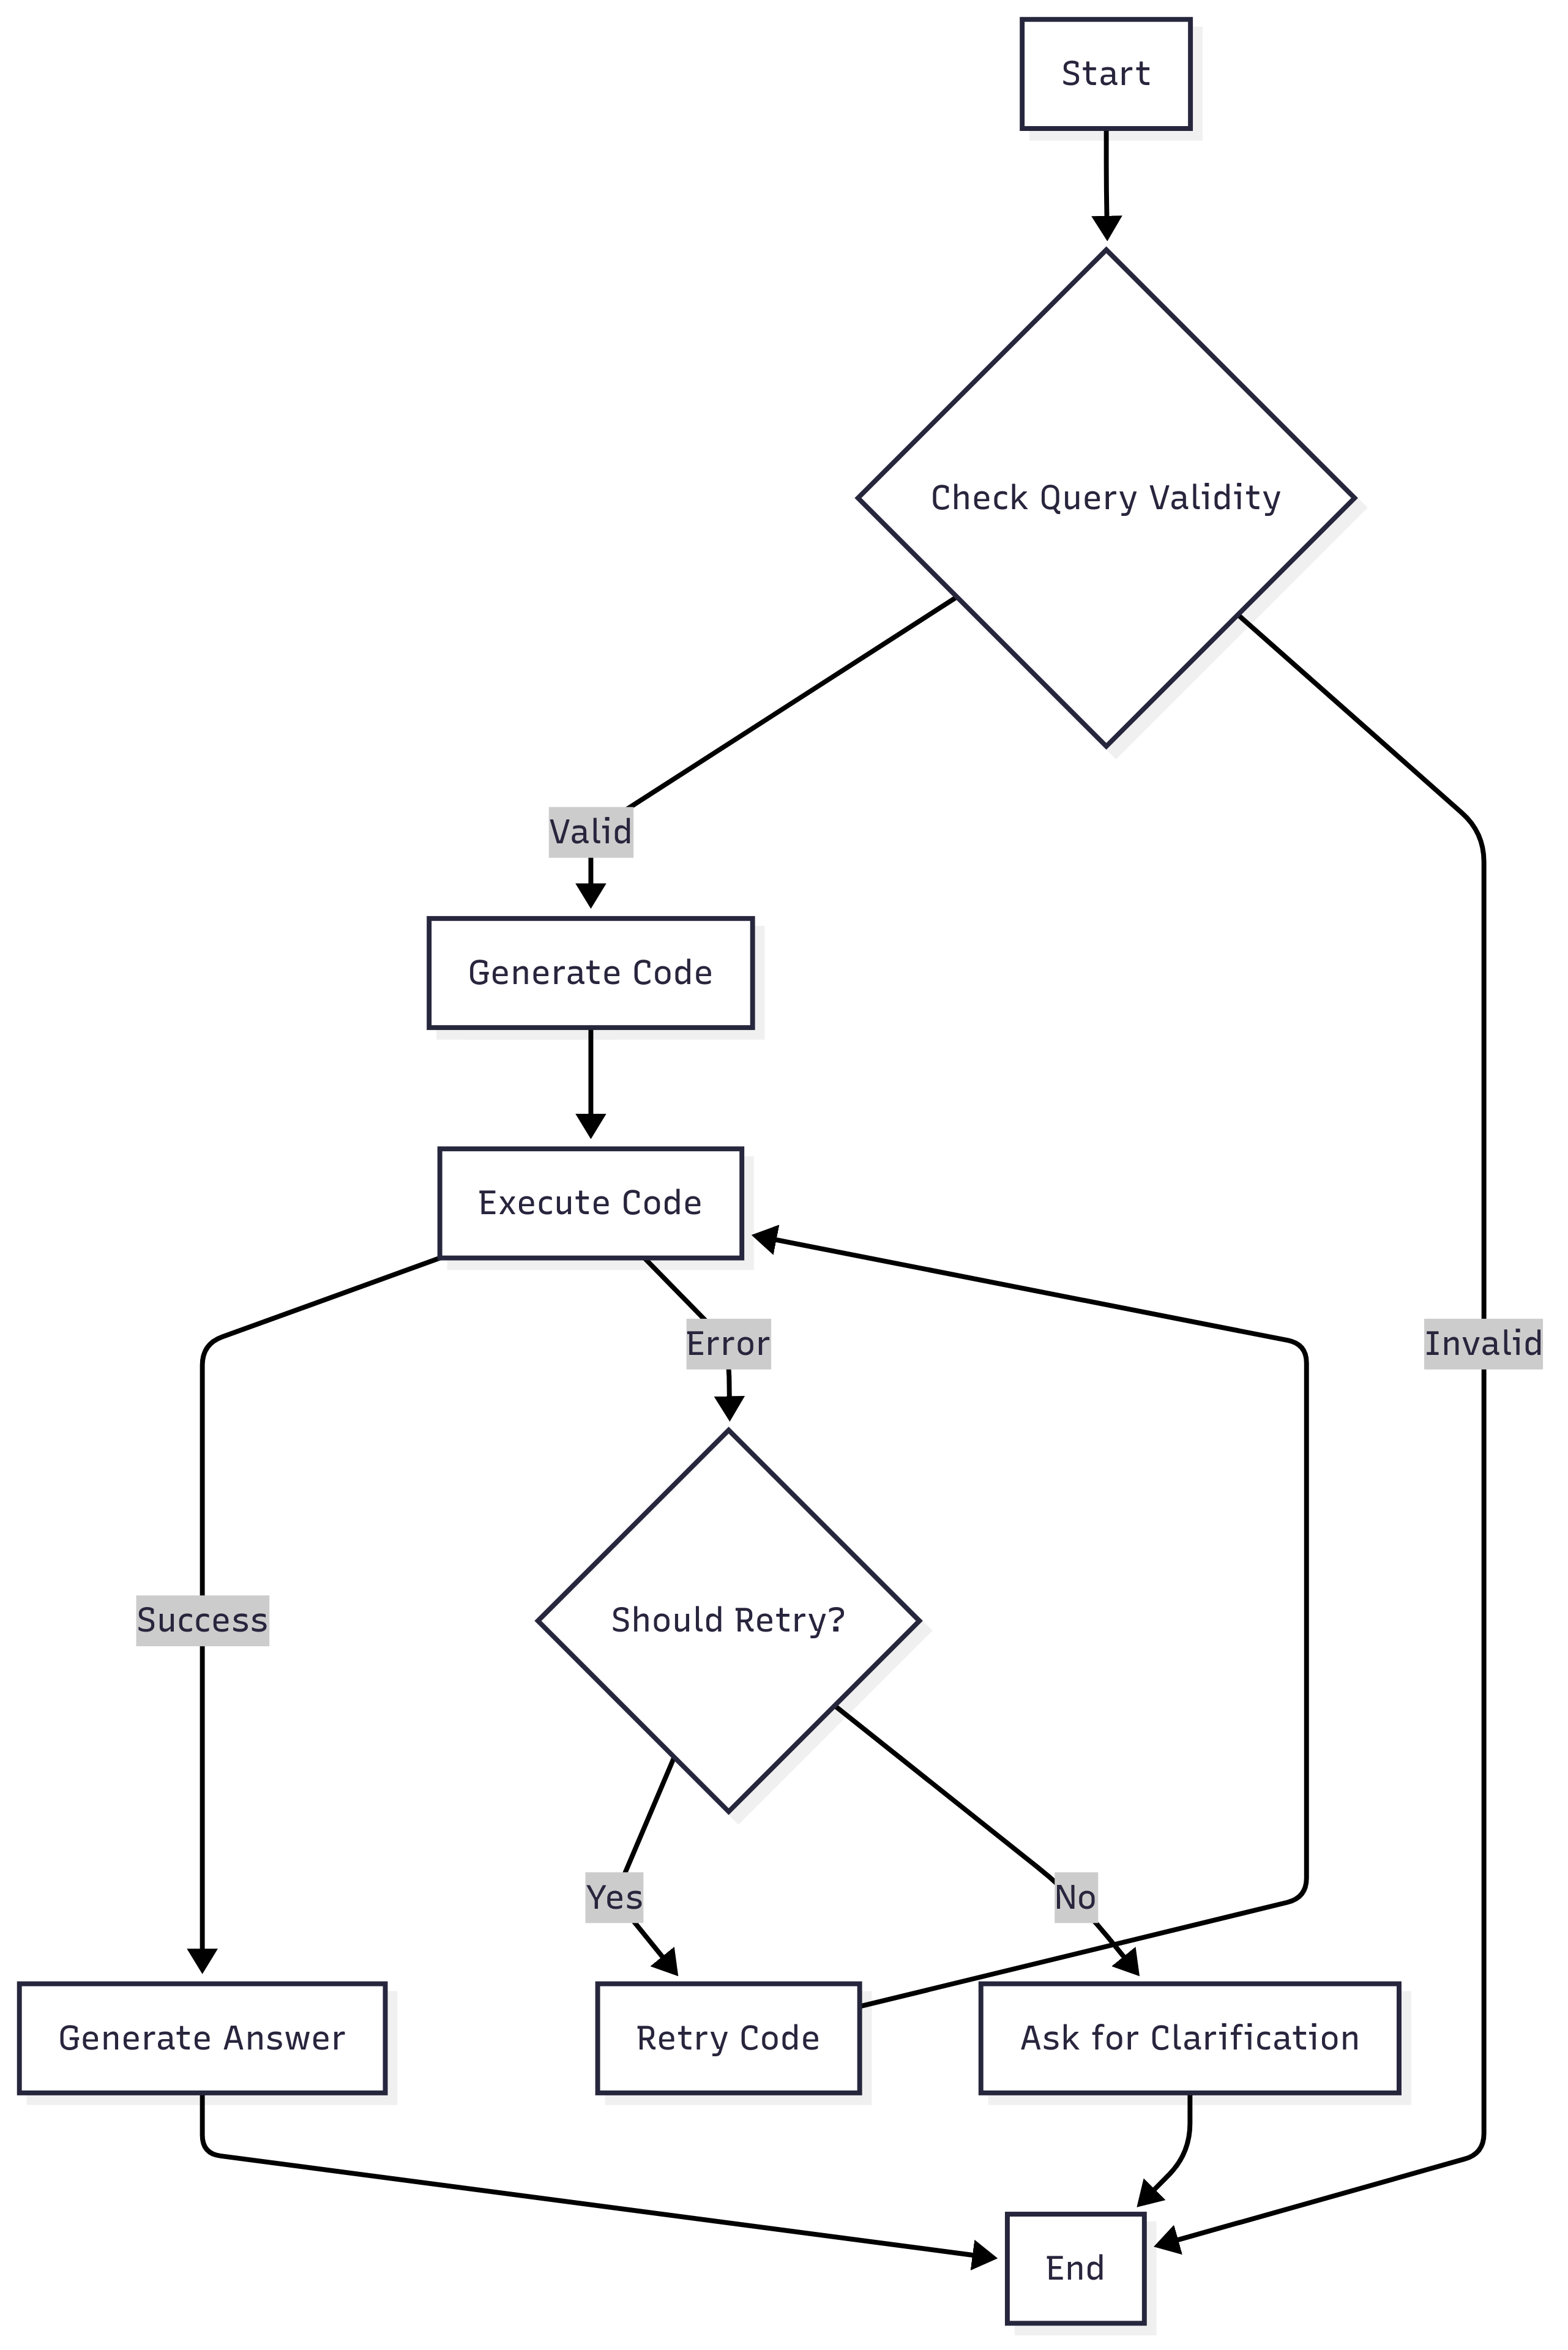 Start
Check Query Validity
Valid
Generate Code
Execute Code
Error
Invalid
Success
Should Retry?
Yes
No
Generate Answer
Retry Code
Ask for Clarification
End